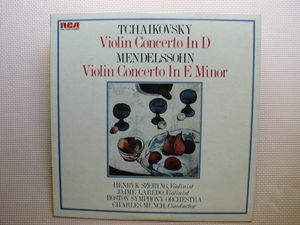 RCA
TCHAIKOVSKY
Violin Concerto In D
MENDELSSOHN
Violin Concerto In E Minor
HENRYK SZERYNG, Violinist
JAIME LAREDO, Violinist
BOSTON SYMPHONY ORCHESTRA
CHARLES MUNCH, Conductor